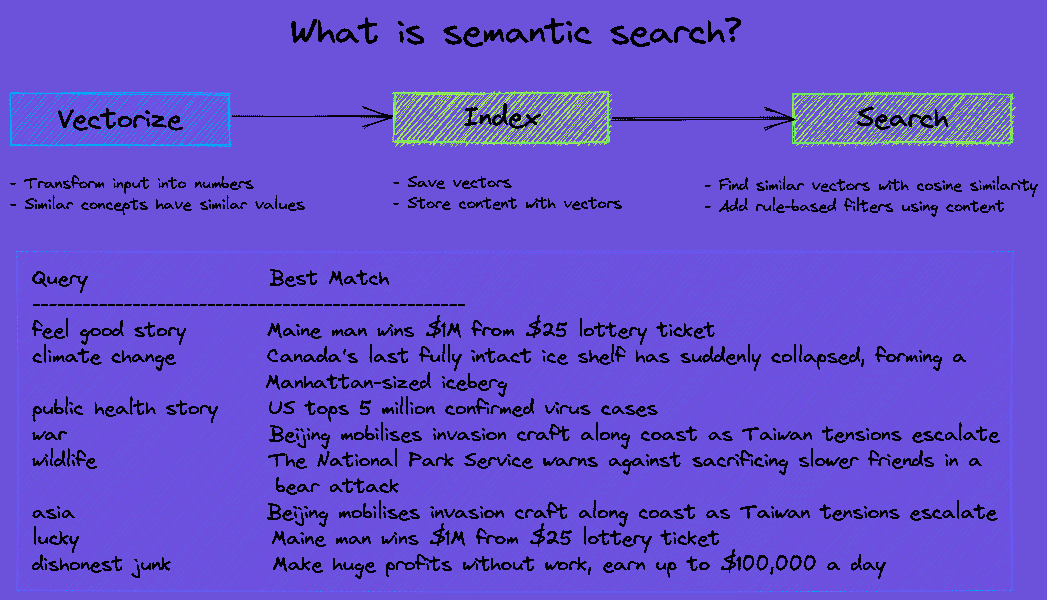 What is semantic search?
Vectorize
Index
Search
- Transform input into numbers
- Similar concepts have similar values
- Save vectors
- Store content with vectors
- Find similar vectors with cosine similarity
- Add rule-based filters using content
Query Best Match
----------------------------------------------------
feel good story Maine man wins $1M from $25 lottery ticket
climate change Canada's last fully intact ice shelf has suddenly collapsed, forming a
Manhattan-sized iceberg
public health story US tops 5 million confirmed virus cases
war Beijing mobilises invasion craft along coast as Taiwan tensions escalate
wildlife The National Park Service warns against sacrificing slower friends in a
bear attack
asia Beijing mobilises invasion craft along coast as Taiwan tensions escalate
lucky Maine man wins $1M from $25 lottery ticket
dishonest junk Make huge profits without work, earn up to $100,000 a day